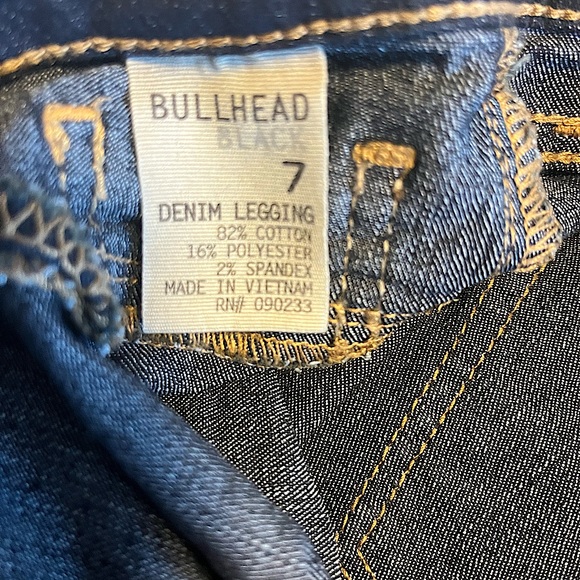 BULLHEAD
BLACK
7
DENIM LEGGING
82% COTTON
16% POLYESTER
2% SPANDEX
MADE IN VIETNAM
RN// 090233